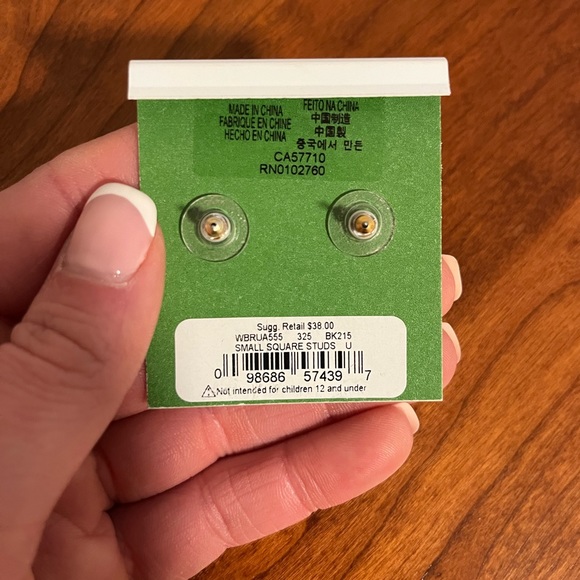 MADE IN CHINA
FABRIQUE EN CHINE
HECHO EN CHINA
FEITO NA CHINA
中国制造
中国製
중국에서 만든
CA57710
RN0102760
Sugg. Retail $38.00
WBRUA555 325 BK215
SMALL SQUARE STUDS U
0 98686 57439 7
⚠Not intended for children 12 and under